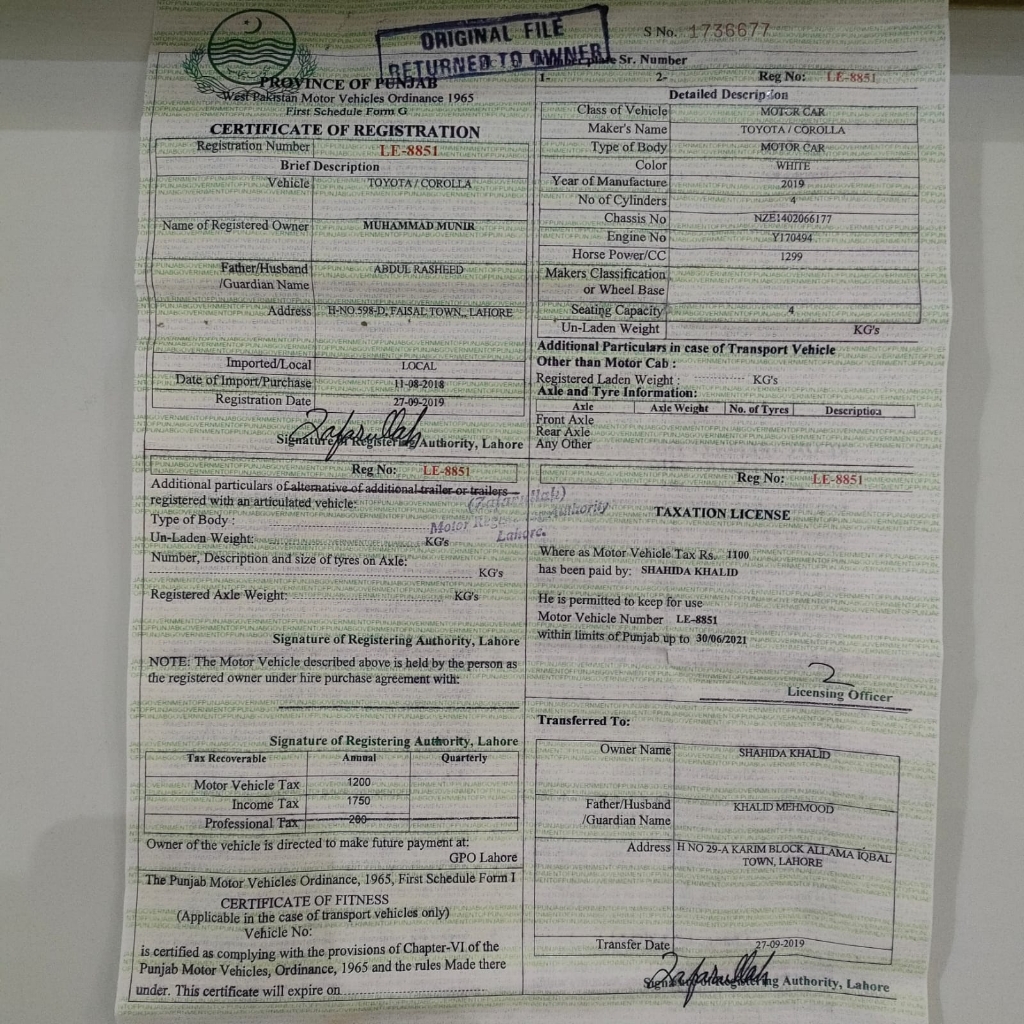 ORIGINAL FILE
RETURNED TO OWNER
S No. 1736677
PROVINCE OF PUNJAB
West Pakistan Motor Vehicles Ordinance 1965
First Schedule Form G
CERTIFICATE OF REGISTRATION
Registration Number LE-8851
Brief Description
Vehicle TOYOTA / COROLLA
Name of Registered Owner MUHAMMAD MUNIR
Father/Husband ABDUL RASHEED
/Guardian Name
Address H-NO.598-D, FAISAL TOWN,, LAHORE
Imported/Local LOCAL
Date of Import/Purchase 11-08-2018
Registration Date 27-09-2019
Zafarullah
Signature of Registering Authority, Lahore
Sr. Number
1- 2- Reg No: LE-8851
Detailed Description
Class of Vehicle MOTOR CAR
Maker's Name TOYOTA / COROLLA
Type of Body MOTOR CAR
Color WHITE
Year of Manufacture 2019
No of Cylinders 4
Chassis No NZE1402066177
Engine No Y170494
Horse Power/CC 1299
Makers Classification
or Wheel Base
Seating Capacity 4
Un-Laden Weight KG's
Additional Particulars in case of Transport Vehicle
Other than Motor Cab :
Registered Laden Weight : KG's
Axle and Tyre Information:
Axle Axle Weight No. of Tyres Description
Front Axle
Rear Axle
Any Other
Reg No: LE-8851
Additional particulars of alternative of additional trailer or trailers
registered with an articulated vehicle:
Type of Body :
Un-Laden Weight: KG's
Number, Description and size of tyres on Axle:
KG's
Registered Axle Weight: KG's
(Zafarullah)
Motor Registering Authority
Lahore.
Signature of Registering Authority, Lahore
NOTE: The Motor Vehicle described above is held by the person as
the registered owner under hire purchase agreement with:
Signature of Registering Authority, Lahore
Tax Recoverable Annual Quarterly
Motor Vehicle Tax 1200
Income Tax 1750
Professional Tax 200
Owner of the vehicle is directed to make future payment at:
GPO Lahore
The Punjab Motor Vehicles Ordinance, 1965, First Schedule Form I
CERTIFICATE OF FITNESS
(Applicable in the case of transport vehicles only)
Vehicle No:
is certified as complying with the provisions of Chapter-VI of the
Punjab Motor Vehicles, Ordinance, 1965 and the rules Made there
under. This certificate will expire on
Reg No: LE-8851
TAXATION LICENSE
Where as Motor Vehicle Tax Rs. 1100
has been paid by: SHAHIDA KHALID
He is permitted to keep for use
Motor Vehicle Number LE-8851
within limits of Punjab up to 30/06/2021
Licensing Officer
Transferred To:
Owner Name SHAHIDA KHALID
Father/Husband KHALID MEHMOOD
/Guardian Name
Address H NO 29-A KARIM BLOCK ALLAMA IQBAL
TOWN, LAHORE
Transfer Date 27-09-2019
Zafarullah
Signature of Registering Authority, Lahore